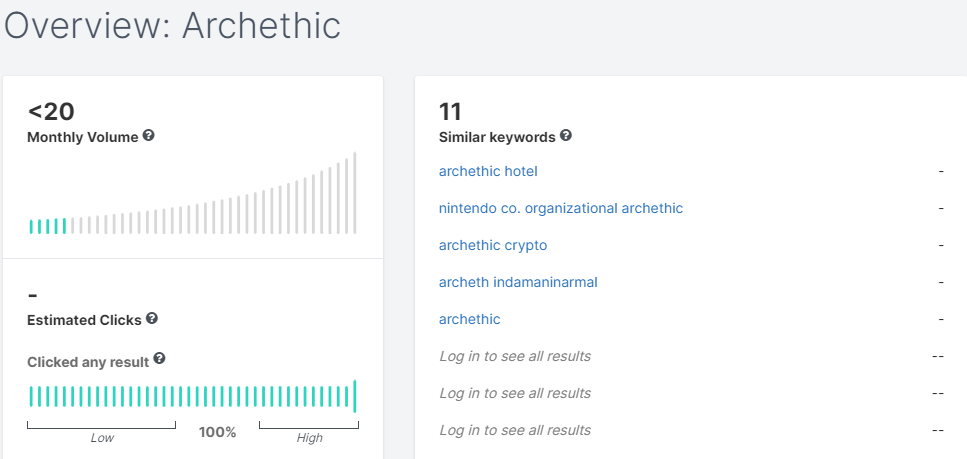 Overview: Archethic
<20
Monthly Volume ?
-
Estimated Clicks ?
Clicked any result ?
Low
100%
High
11
Similar keywords ?
archethic hotel -
nintendo co. organizational archethic -
archethic crypto -
archeth indamaninarmal -
archethic -
Log in to see all results --
Log in to see all results --
Log in to see all results --